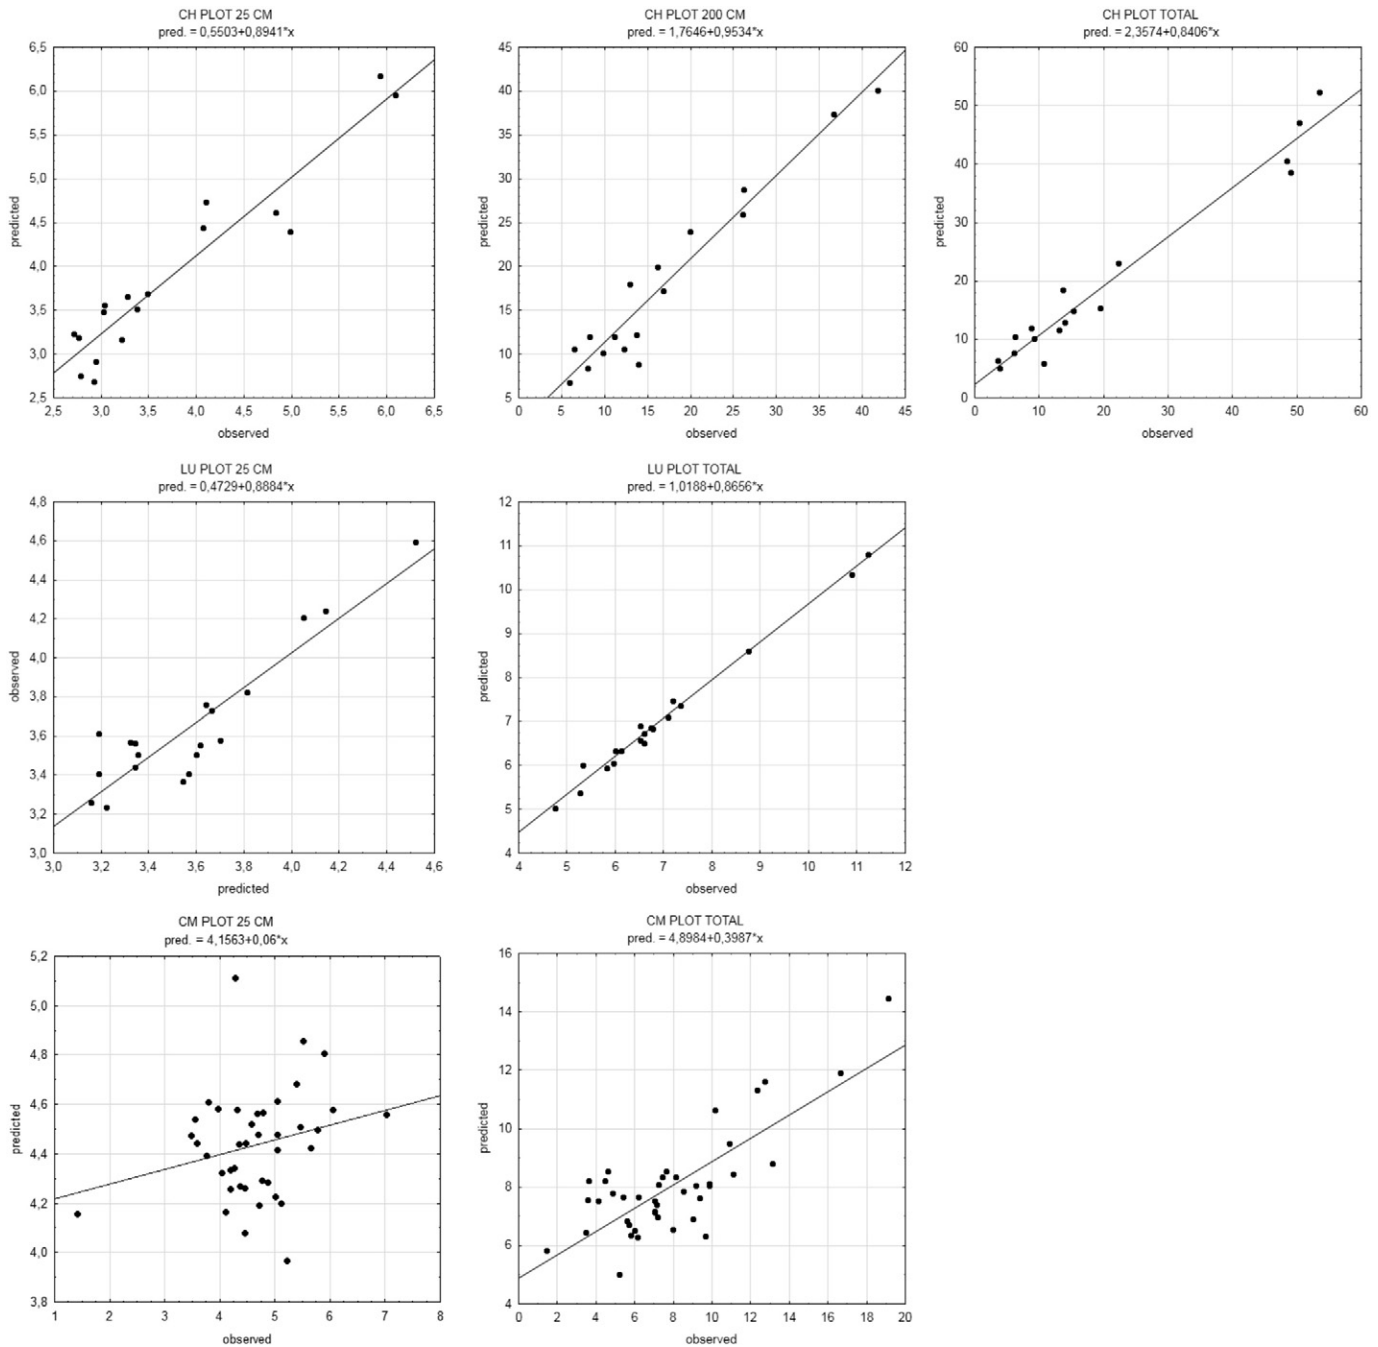 CH PLOT 25 CM
pred. = 0,5503+0,8941*x
6,5
6,0
5,5
5,0
4,5
4,0
3,5
3,0
2,5
predicted
2,5 3,0 3,5 4,0 4,5 5,0 5,5 6,0 6,5
observed
CH PLOT 200 CM
pred. = 1,7646+0,9534*x
45
40
35
30
25
20
15
10
5
predicted
0 5 10 15 20 25 30 35 40 45
observed
CH PLOT TOTAL
pred. = 2,3574+0,8406*x
60
50
40
30
20
10
0
predicted
0 10 20 30 40 50 60
observed
LU PLOT 25 CM
pred. = 0,4729+0,8884*x
4,8
4,6
4,4
4,2
4,0
3,8
3,6
3,4
3,2
3,0
observed
3,0 3,2 3,4 3,6 3,8 4,0 4,2 4,4 4,6
predicted
LU PLOT TOTAL
pred. = 1,0188+0,8656*x
12
11
10
9
8
7
6
5
4
predicted
4 5 6 7 8 9 10 11 12
observed
CM PLOT 25 CM
pred. = 4,1563+0,06*x
5,2
5,0
4,8
4,6
4,4
4,2
4,0
3,8
predicted
1 2 3 4 5 6 7 8
observed
CM PLOT TOTAL
pred. = 4,8984+0,3987*x
16
14
12
10
8
6
4
predicted
0 2 4 6 8 10 12 14 16 18 20
observed